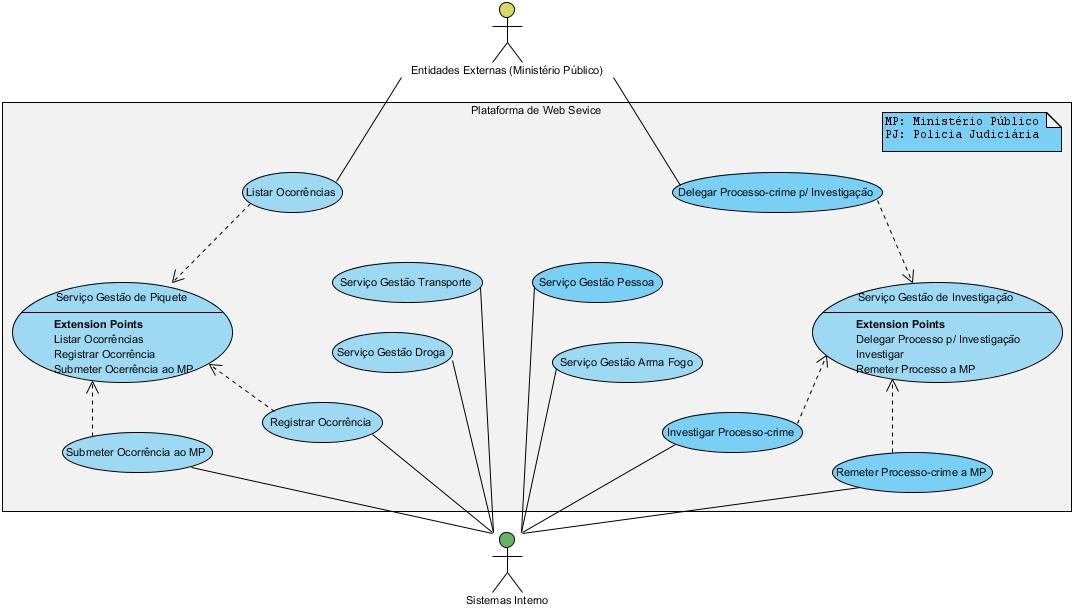 Entidades Externas (Ministério Público)
Plataforma de Web Sevice
MP: Ministério Público
PJ: Policia Judiciária
Listar Ocorrências
Delegar Processo-crime p/ Investigação
Serviço Gestão Transporte
Serviço Gestão Pessoa
Serviço Gestão de Piquete
Extension Points
Listar Ocorrências
Registrar Ocorrência
Submeter Ocorrência ao MP
Serviço Gestão de Investigação
Extension Points
Delegar Processo p/ Investigação
Investigar
Remeter Processo a MP
Serviço Gestão Droga
Serviço Gestão Arma Fogo
Registrar Ocorrência
Investigar Processo-crime
Submeter Ocorrência ao MP
Remeter Processo-crime a MP
Sistemas Interno